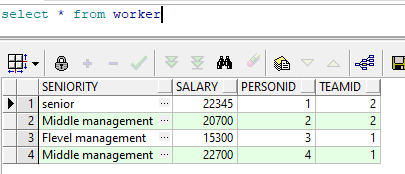 select * from worker
SENIORITY SALARY PERSONID TEAMID
1 senior ... 22345 1 2
2 Middle management ... 20700 2 2
3 Flevel management ... 15300 3 1
4 Middle management ... 22700 4 1